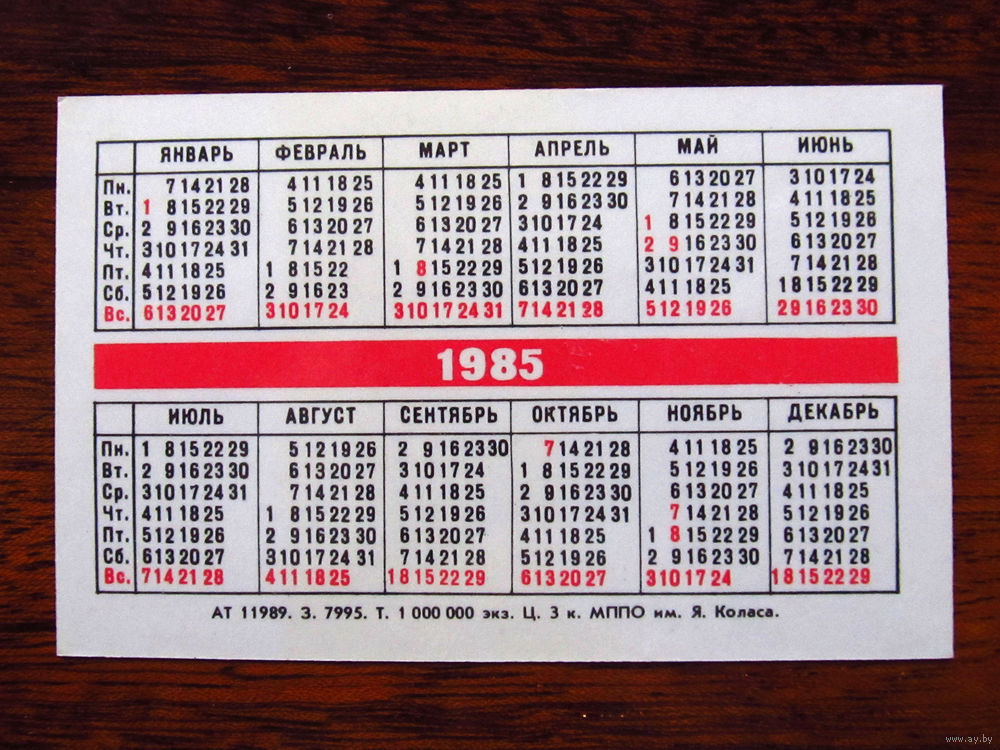 ЯНВАРЬ ФЕВРАЛЬ МАРТ АПРЕЛЬ МАЙ ИЮНЬ
Пн. 7 14 21 28 4 11 18 25 4 11 18 25 1 8 15 22 29 6 13 20 27 3 10 17 24
Вт. 1 8 15 22 29 5 12 19 26 5 12 19 26 2 9 16 23 30 7 14 21 28 4 11 18 25
Ср. 2 9 16 23 30 6 13 20 27 6 13 20 27 3 10 17 24 1 8 15 22 29 5 12 19 26
Чт. 3 10 17 24 31 7 14 21 28 7 14 21 28 4 11 18 25 2 9 16 23 30 6 13 20 27
Пт. 4 11 18 25 1 8 15 22 1 8 15 22 29 5 12 19 26 3 10 17 24 31 7 14 21 28
Сб. 5 12 19 26 2 9 16 23 2 9 16 23 30 6 13 20 27 4 11 18 25 1 8 15 22 29
Вс. 6 13 20 27 3 10 17 24 3 10 17 24 31 7 14 21 28 5 12 19 26 2 9 16 23 30
1985
ИЮЛЬ АВГУСТ СЕНТЯБРЬ ОКТЯБРЬ НОЯБРЬ ДЕКАБРЬ
Пн. 1 8 15 22 29 5 12 19 26 2 9 16 23 30 7 14 21 28 4 11 18 25 2 9 16 23 30
Вт. 2 9 16 23 30 6 13 20 27 3 10 17 24 1 8 15 22 29 5 12 19 26 3 10 17 24 31
Ср. 3 10 17 24 31 7 14 21 28 4 11 18 25 2 9 16 23 30 6 13 20 27 4 11 18 25
Чт. 4 11 18 25 1 8 15 22 29 5 12 19 26 3 10 17 24 31 7 14 21 28 5 12 19 26
Пт. 5 12 19 26 2 9 16 23 30 6 13 20 27 4 11 18 25 1 8 15 22 29 6 13 20 27
Сб. 6 13 20 27 3 10 17 24 31 7 14 21 28 5 12 19 26 2 9 16 23 30 7 14 21 28
Вс. 7 14 21 28 4 11 18 25 1 8 15 22 29 6 13 20 27 3 10 17 24 1 8 15 22 29
АТ 11989. З. 7995. Т. 1 000 000 экз. Ц. 3 к. МППО им. Я. Коласа.
www.ay.by